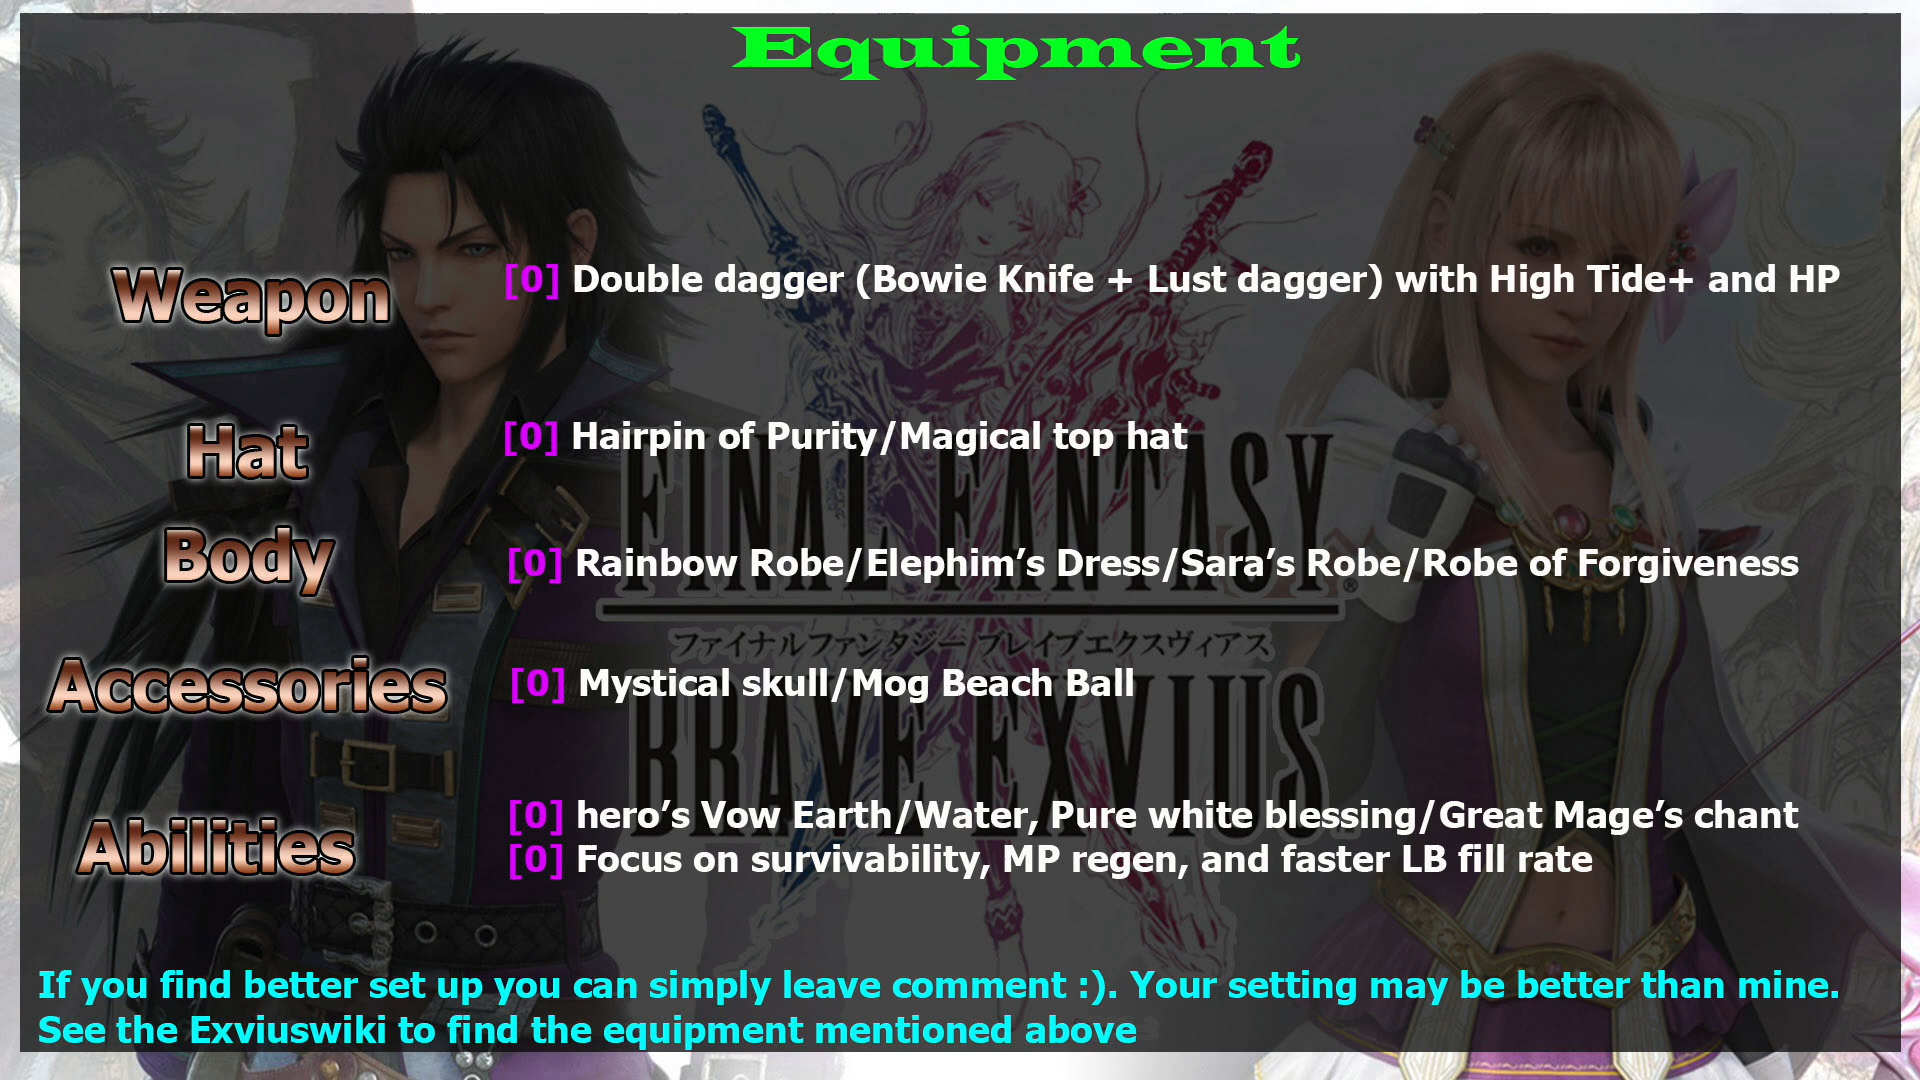 Equipment
Weapon
[0] Double dagger (Bowie Knife + Lust dagger) with High Tide+ and HP
Hat
[0] Hairpin of Purity/Magical top hat
FINAL FANTASY®
Body
[0] Rainbow Robe/Elephim’s Dress/Sara’s Robe/Robe of Forgiveness
ファイナルファンタジー ブレイブエクスヴィアス
Accessories
[0] Mystical skull/Mog Beach Ball
BRAVE EXVIUS
Abilities
[0] hero’s Vow Earth/Water, Pure white blessing/Great Mage’s chant
[0] Focus on survivability, MP regen, and faster LB fill rate
If you find better set up you can simply leave comment :). Your setting may be better than mine.
See the Exviuswiki to find the equipment mentioned above